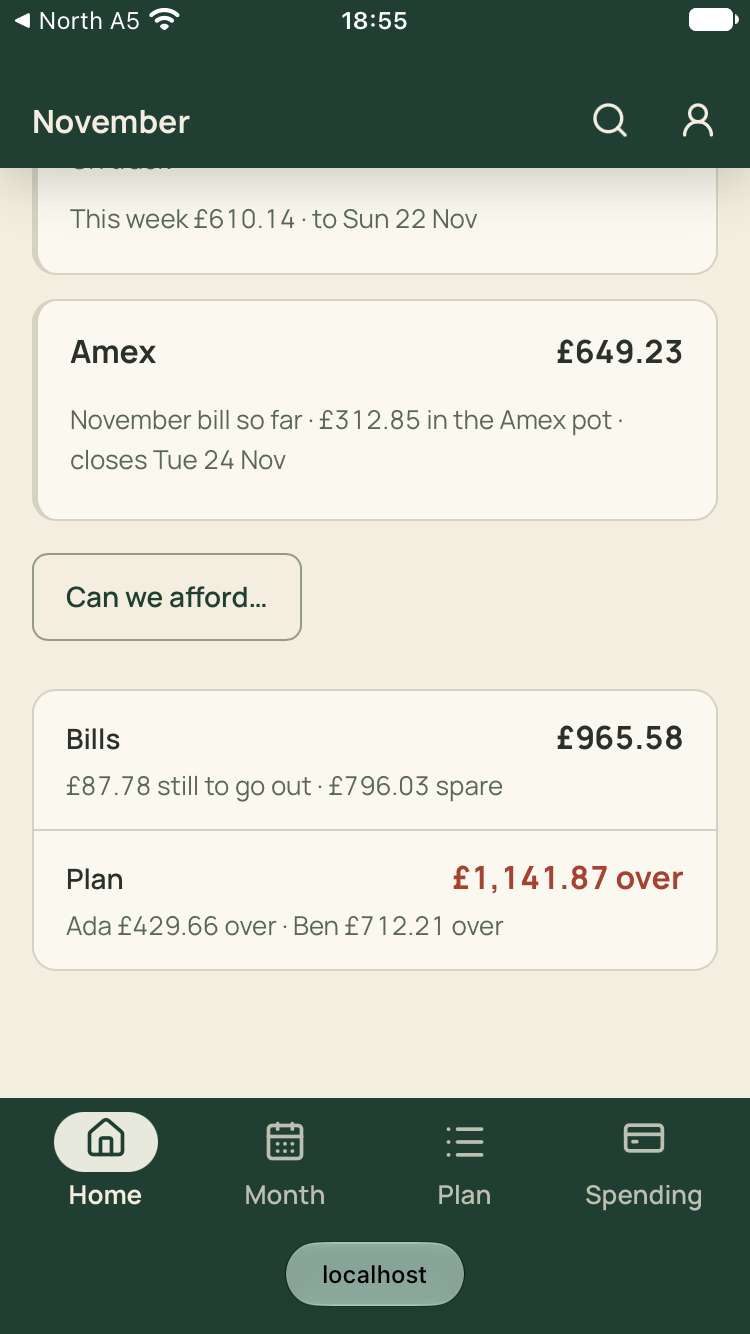 North A5
18:55
November
This week £610.14 · to Sun 22 Nov
Amex
£649.23
November bill so far · £312.85 in the Amex pot ·
closes Tue 24 Nov
Can we afford...
Bills
£965.58
£87.78 still to go out · £796.03 spare
Plan
£1,141.87 over
Ada £429.66 over · Ben £712.21 over
Home
Month
Plan
Spending
localhost